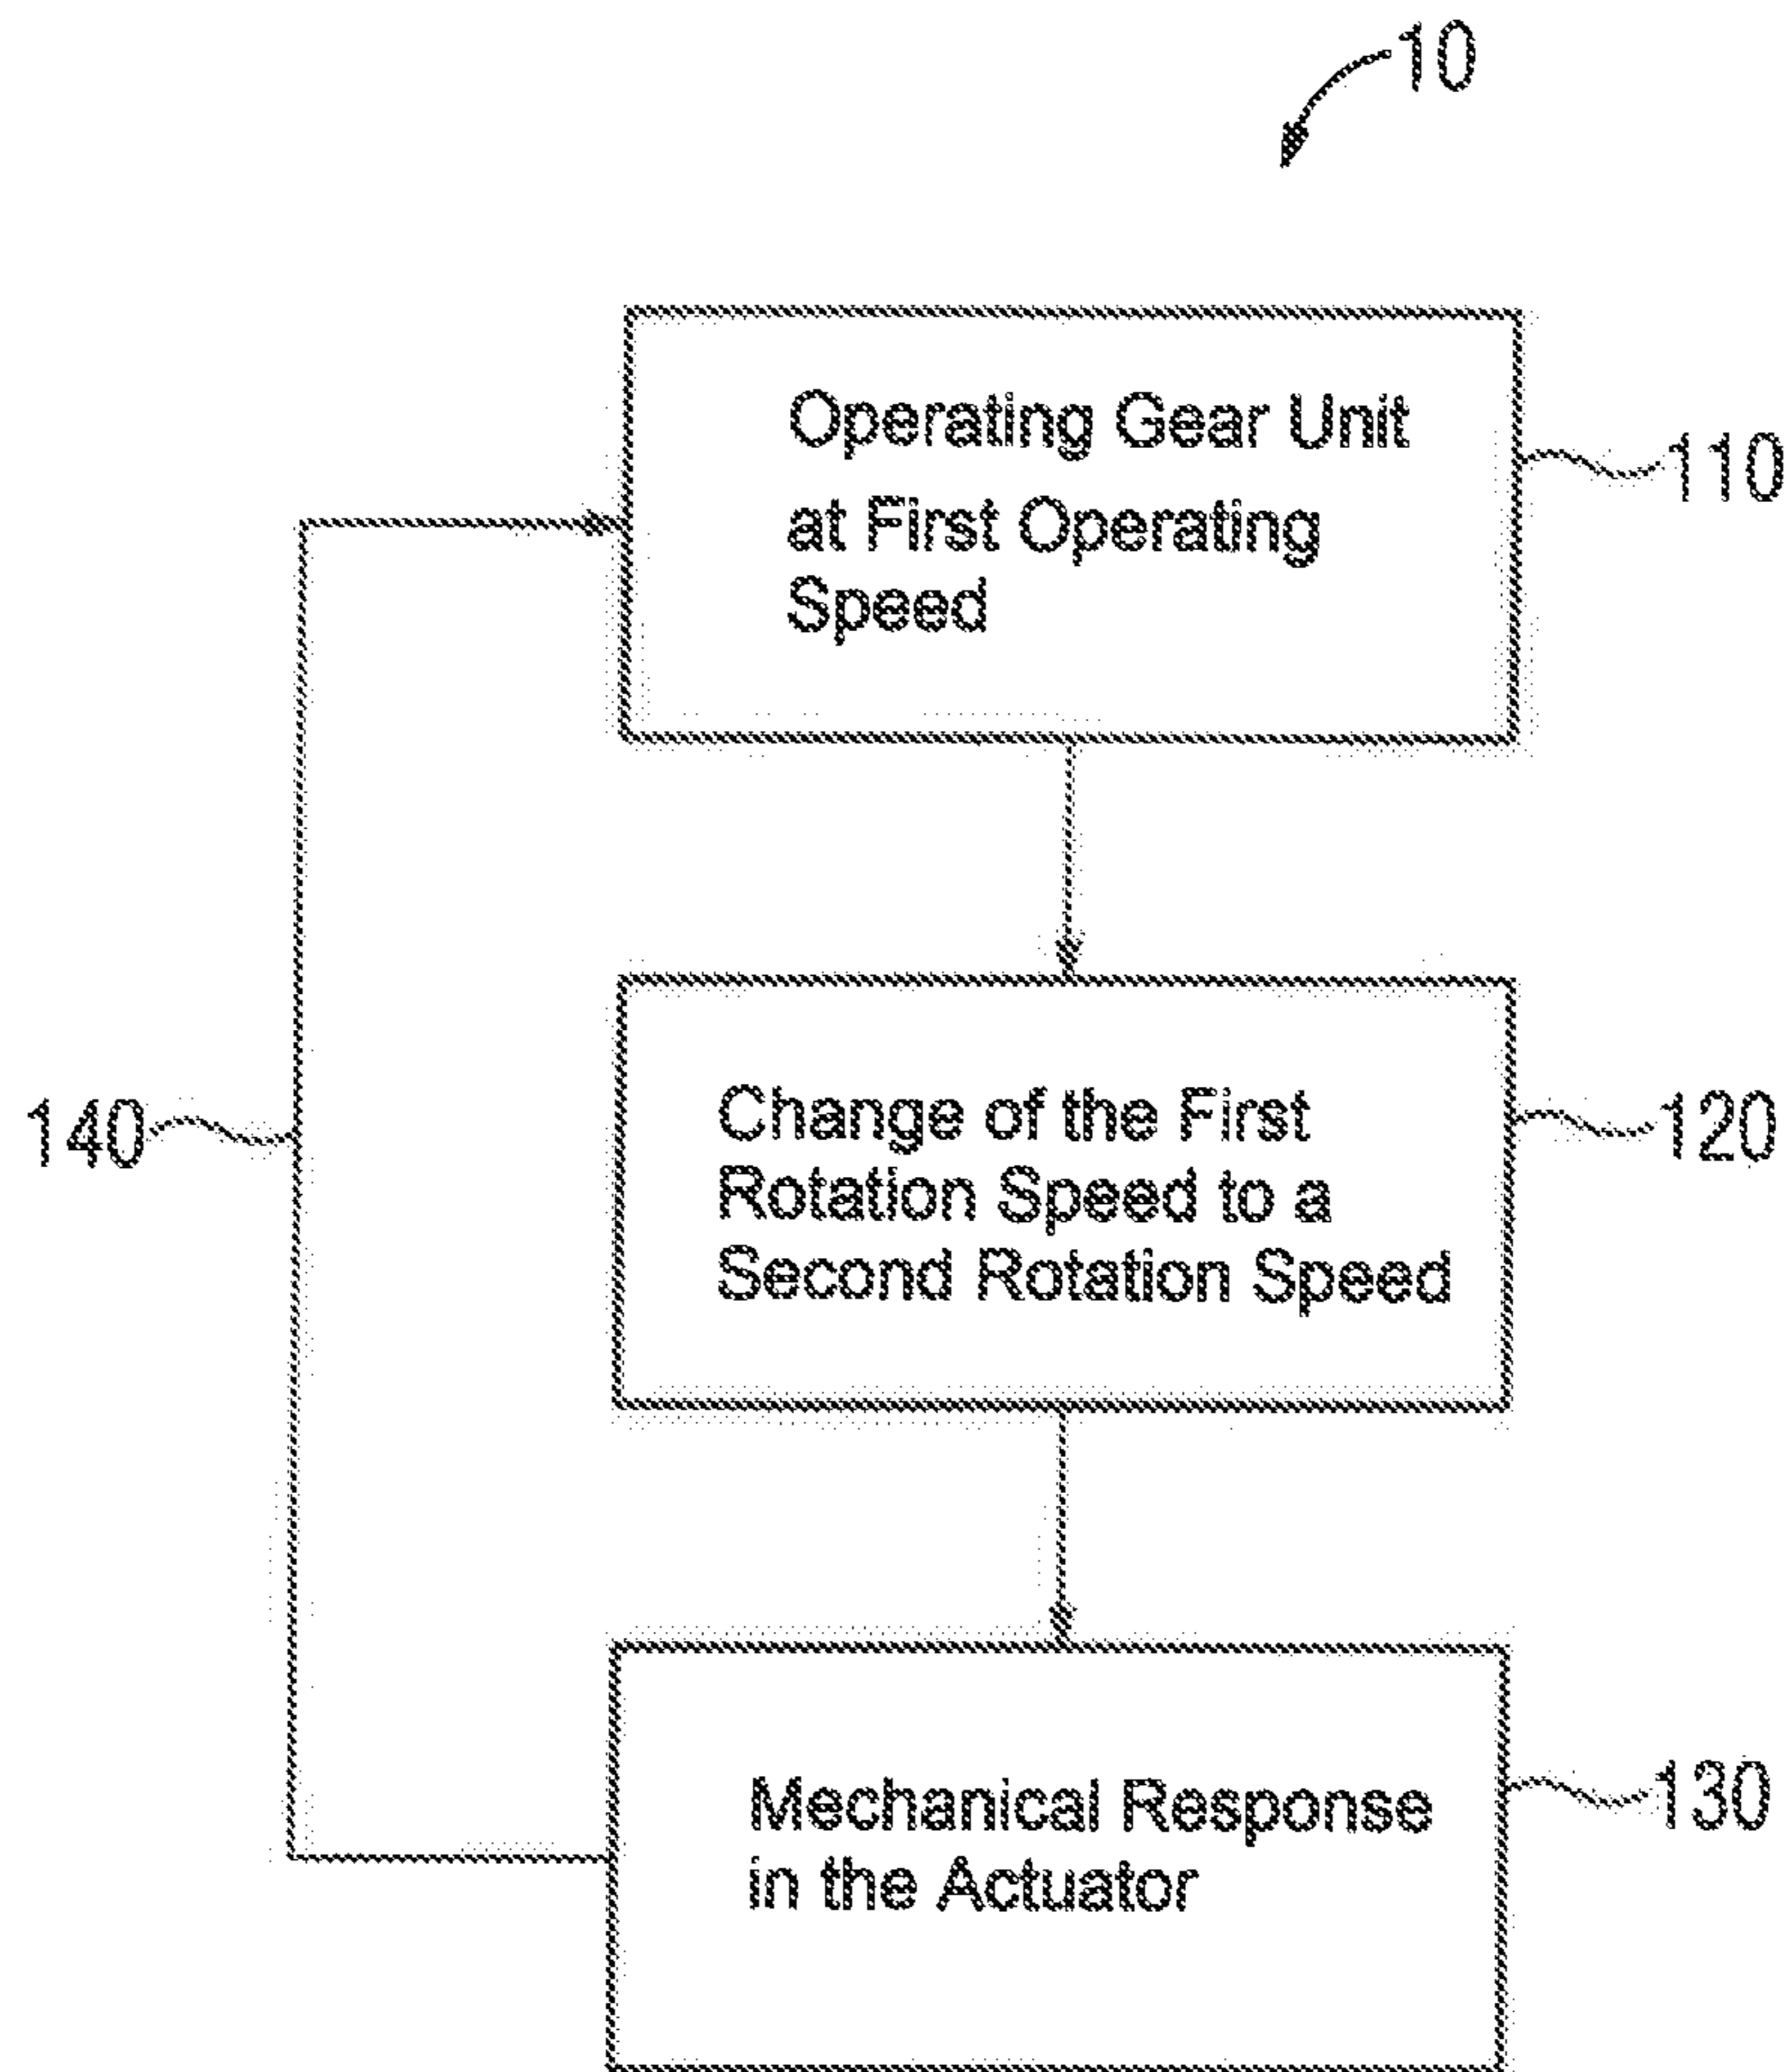 10
Operating Gear Unit
at First Operating
Speed
110
Change of the First
Rotation Speed to a
Second Rotation Speed
120
140
Mechanical Response
in the Actuator
130